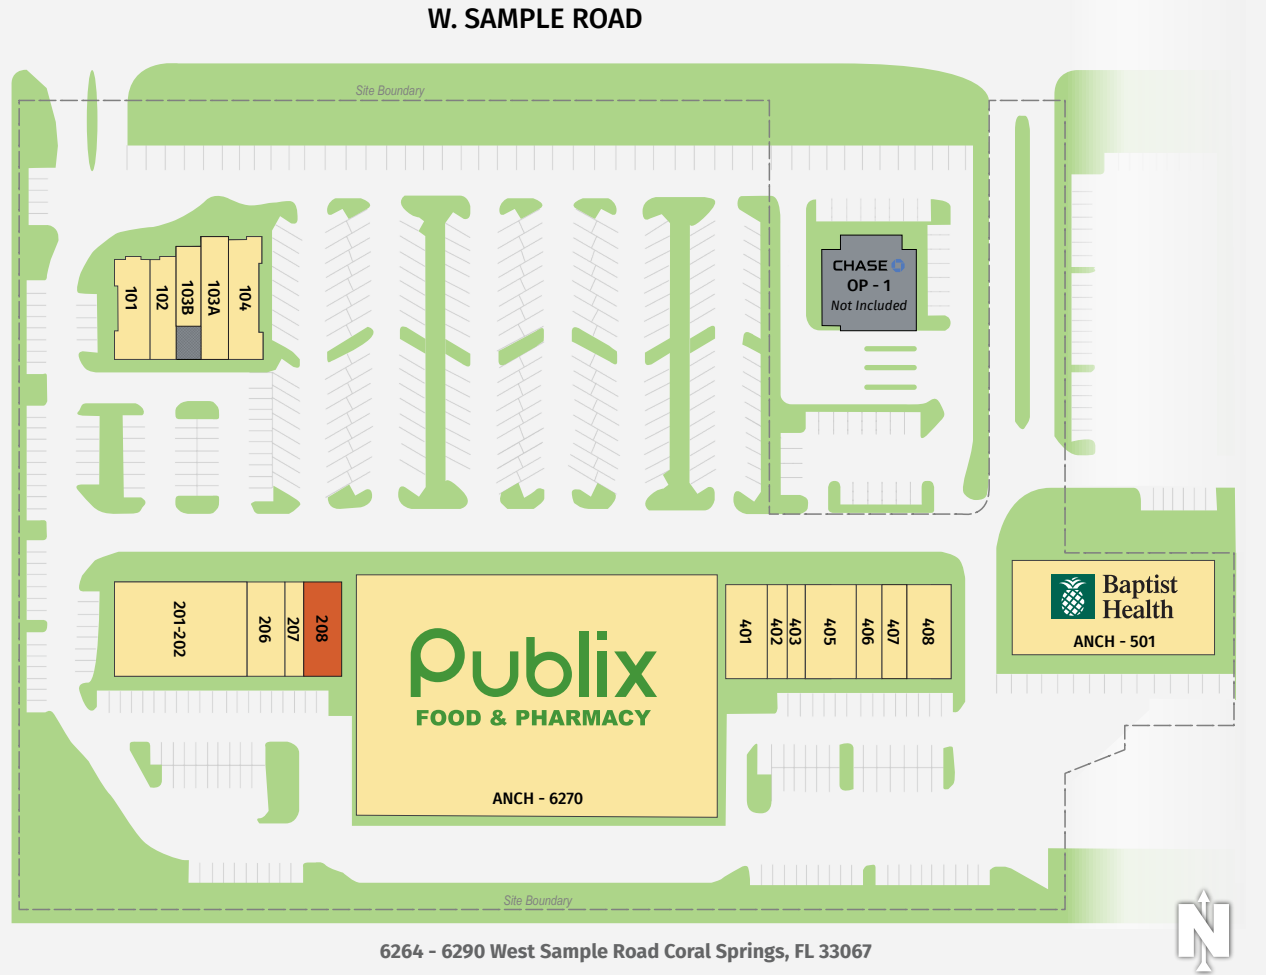 W. SAMPLE ROAD
Site Boundary
CHASE
OP - 1
Not Included
101
102
103B
103A
104
201-202
206
207
208
Publix
FOOD & PHARMACY
ANCH - 6270
401
402
403
405
406
407
408
Baptist
Health
ANCH - 501
Site Boundary
6264 - 6290 West Sample Road Coral Springs, FL 33067
N